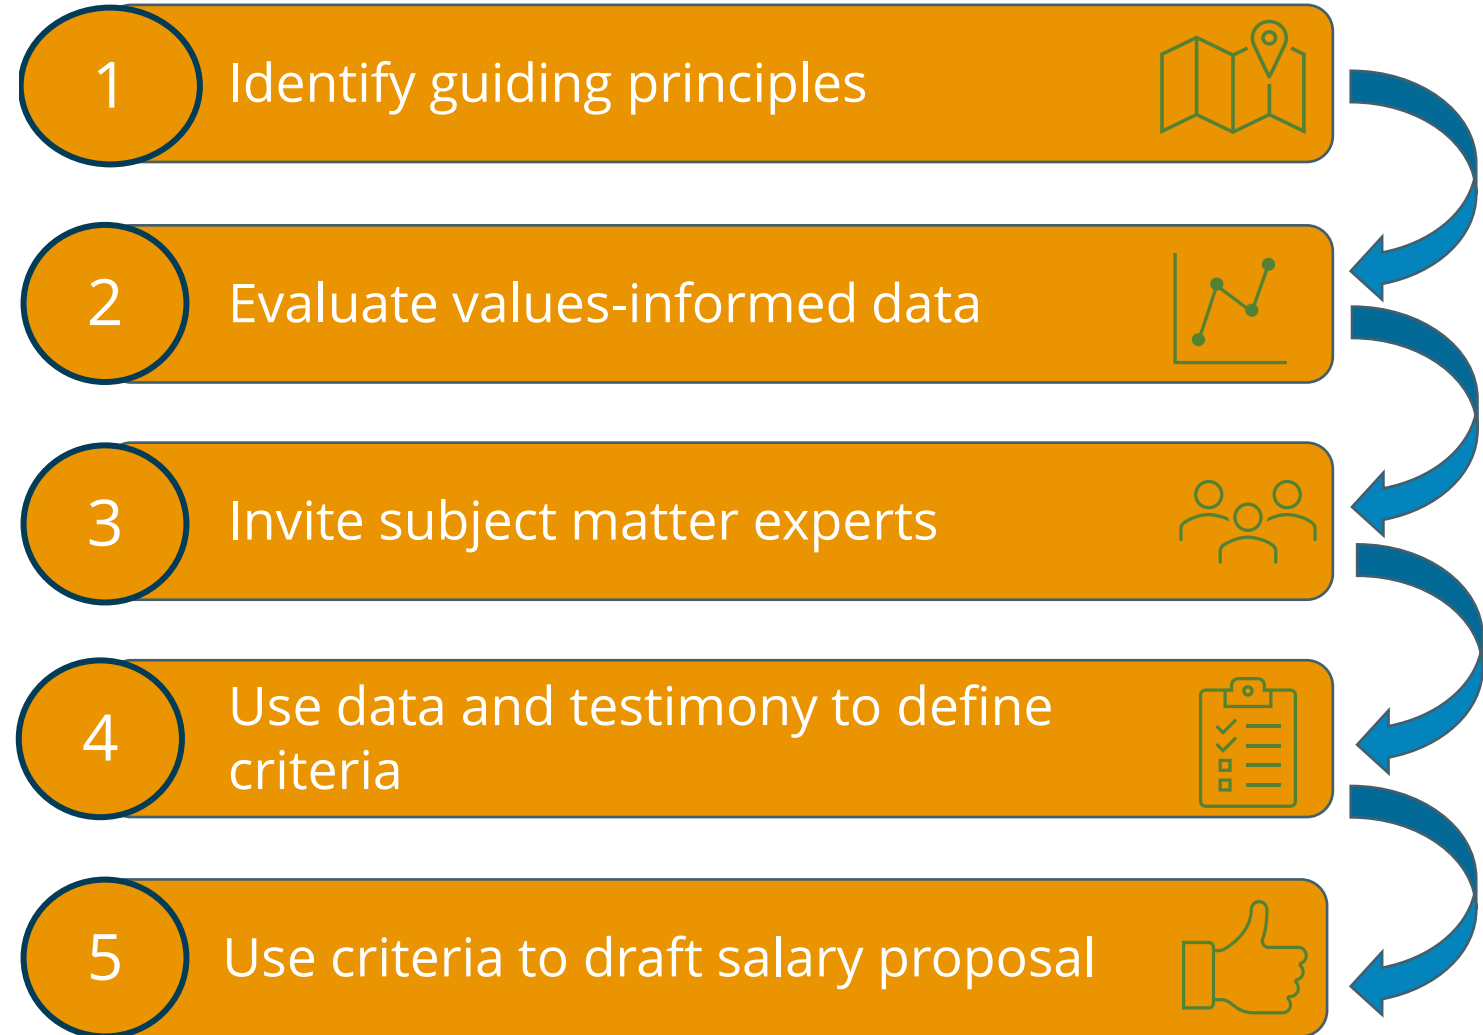 1
Identify guiding principles
2
Evaluate values-informed data
3
Invite subject matter experts
4
Use data and testimony to define
criteria
5
Use criteria to draft salary proposal